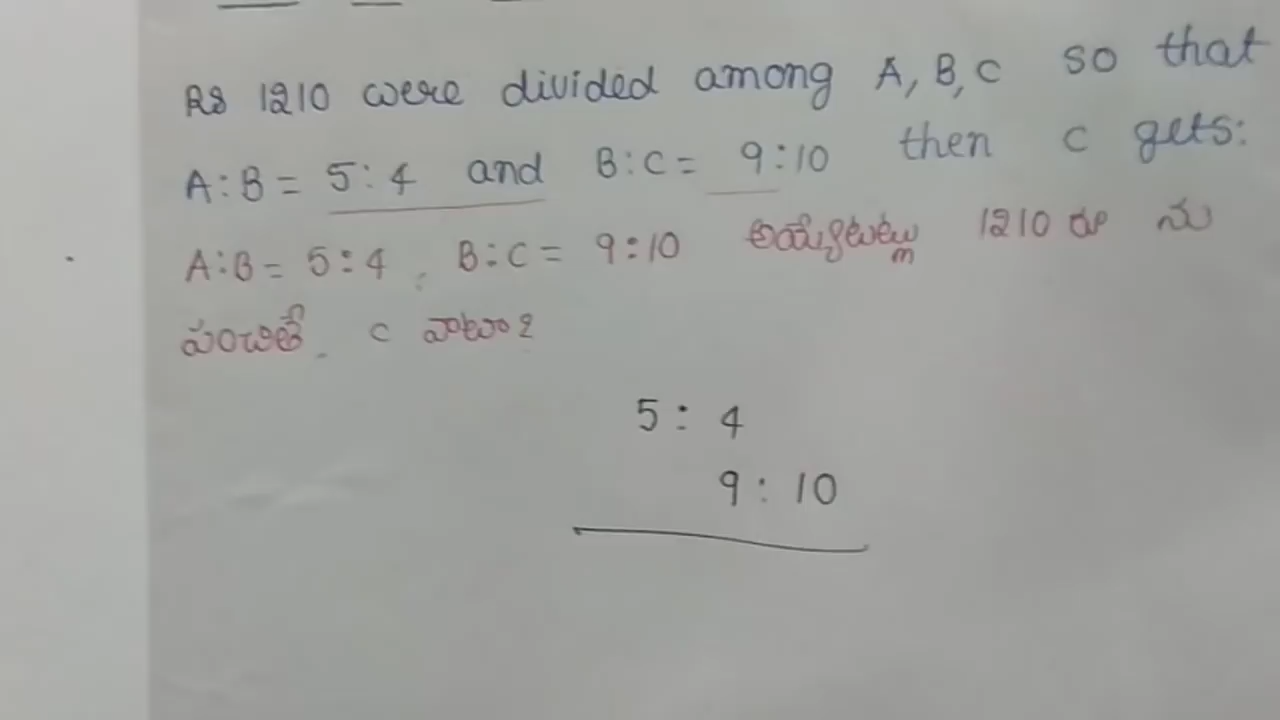 RS 1210 were divided among A, B, C so that
A:B = 5:4 and B:C = 9:10 then C gets:
A:B = 5:4, B:C = 9:10 1210 రూ ను
పంచితే. C వాటా?
5 : 4
9 : 10